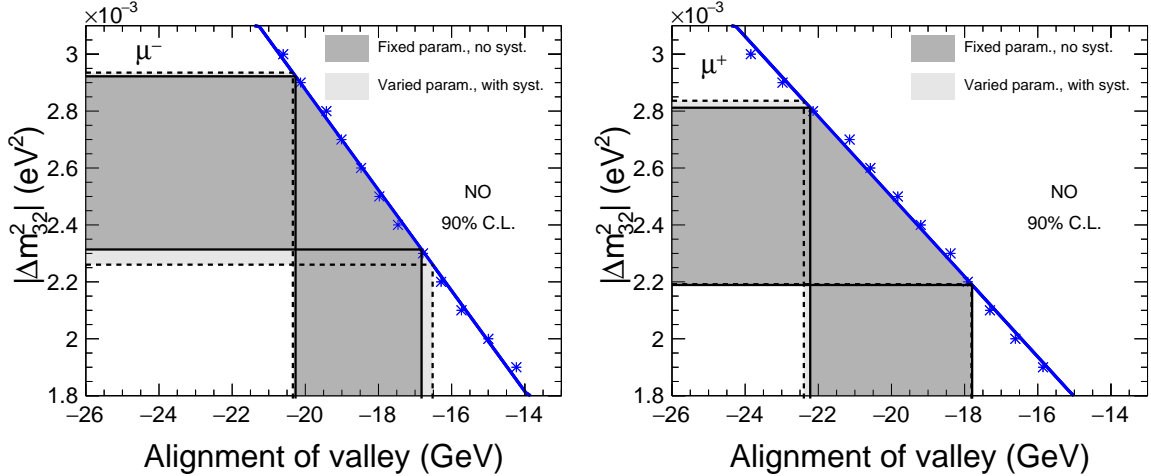 ×10⁻³
3
2.8
2.6
2.4
2.2
2
1.8
|Δm²₃₂| (eV²)
μ⁻
Fixed param., no syst.
Varied param., with syst.
NO
90% C.L.
−26 −24 −22 −20 −18 −16 −14
Alignment of valley (GeV)
×10⁻³
3
2.8
2.6
2.4
2.2
2
1.8
|Δm²₃₂| (eV²)
μ⁺
Fixed param., no syst.
Varied param., with syst.
NO
90% C.L.
−26 −24 −22 −20 −18 −16 −14
Alignment of valley (GeV)